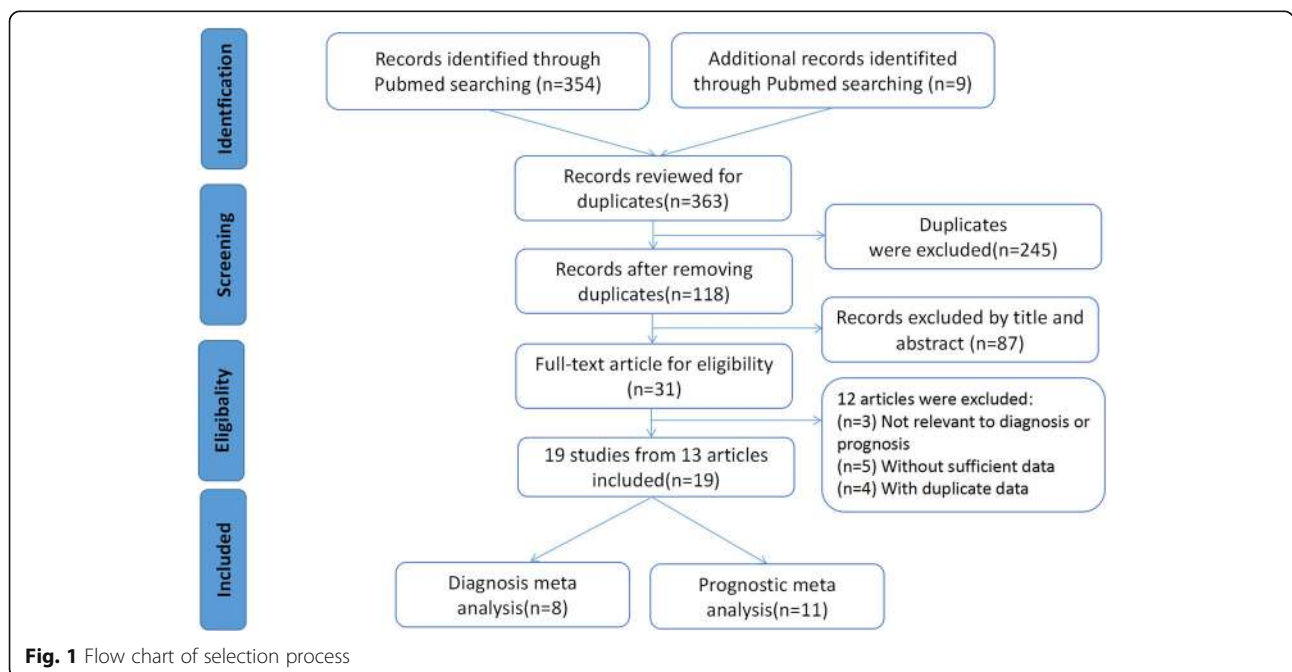 Identfication
Records identified through
Pubmed searching (n=354)
Additional records identifited
through Pubmed searching (n=9)
Records reviewed for
duplicates(n=363)
Screening
Duplicates
were excluded(n=245)
Records after removing
duplicates(n=118)
Records excluded by title and
abstract (n=87)
Eligibality
Full-text article for eligibility
(n=31)
12 articles were excluded:
(n=3) Not relevant to diagnosis or
prognosis
(n=5) Without sufficient data
(n=4) With duplicate data
19 studies from 13 articles
included(n=19)
Included
Diagnosis meta
analysis(n=8)
Prognostic meta
analysis(n=11)
Fig. 1 Flow chart of selection process